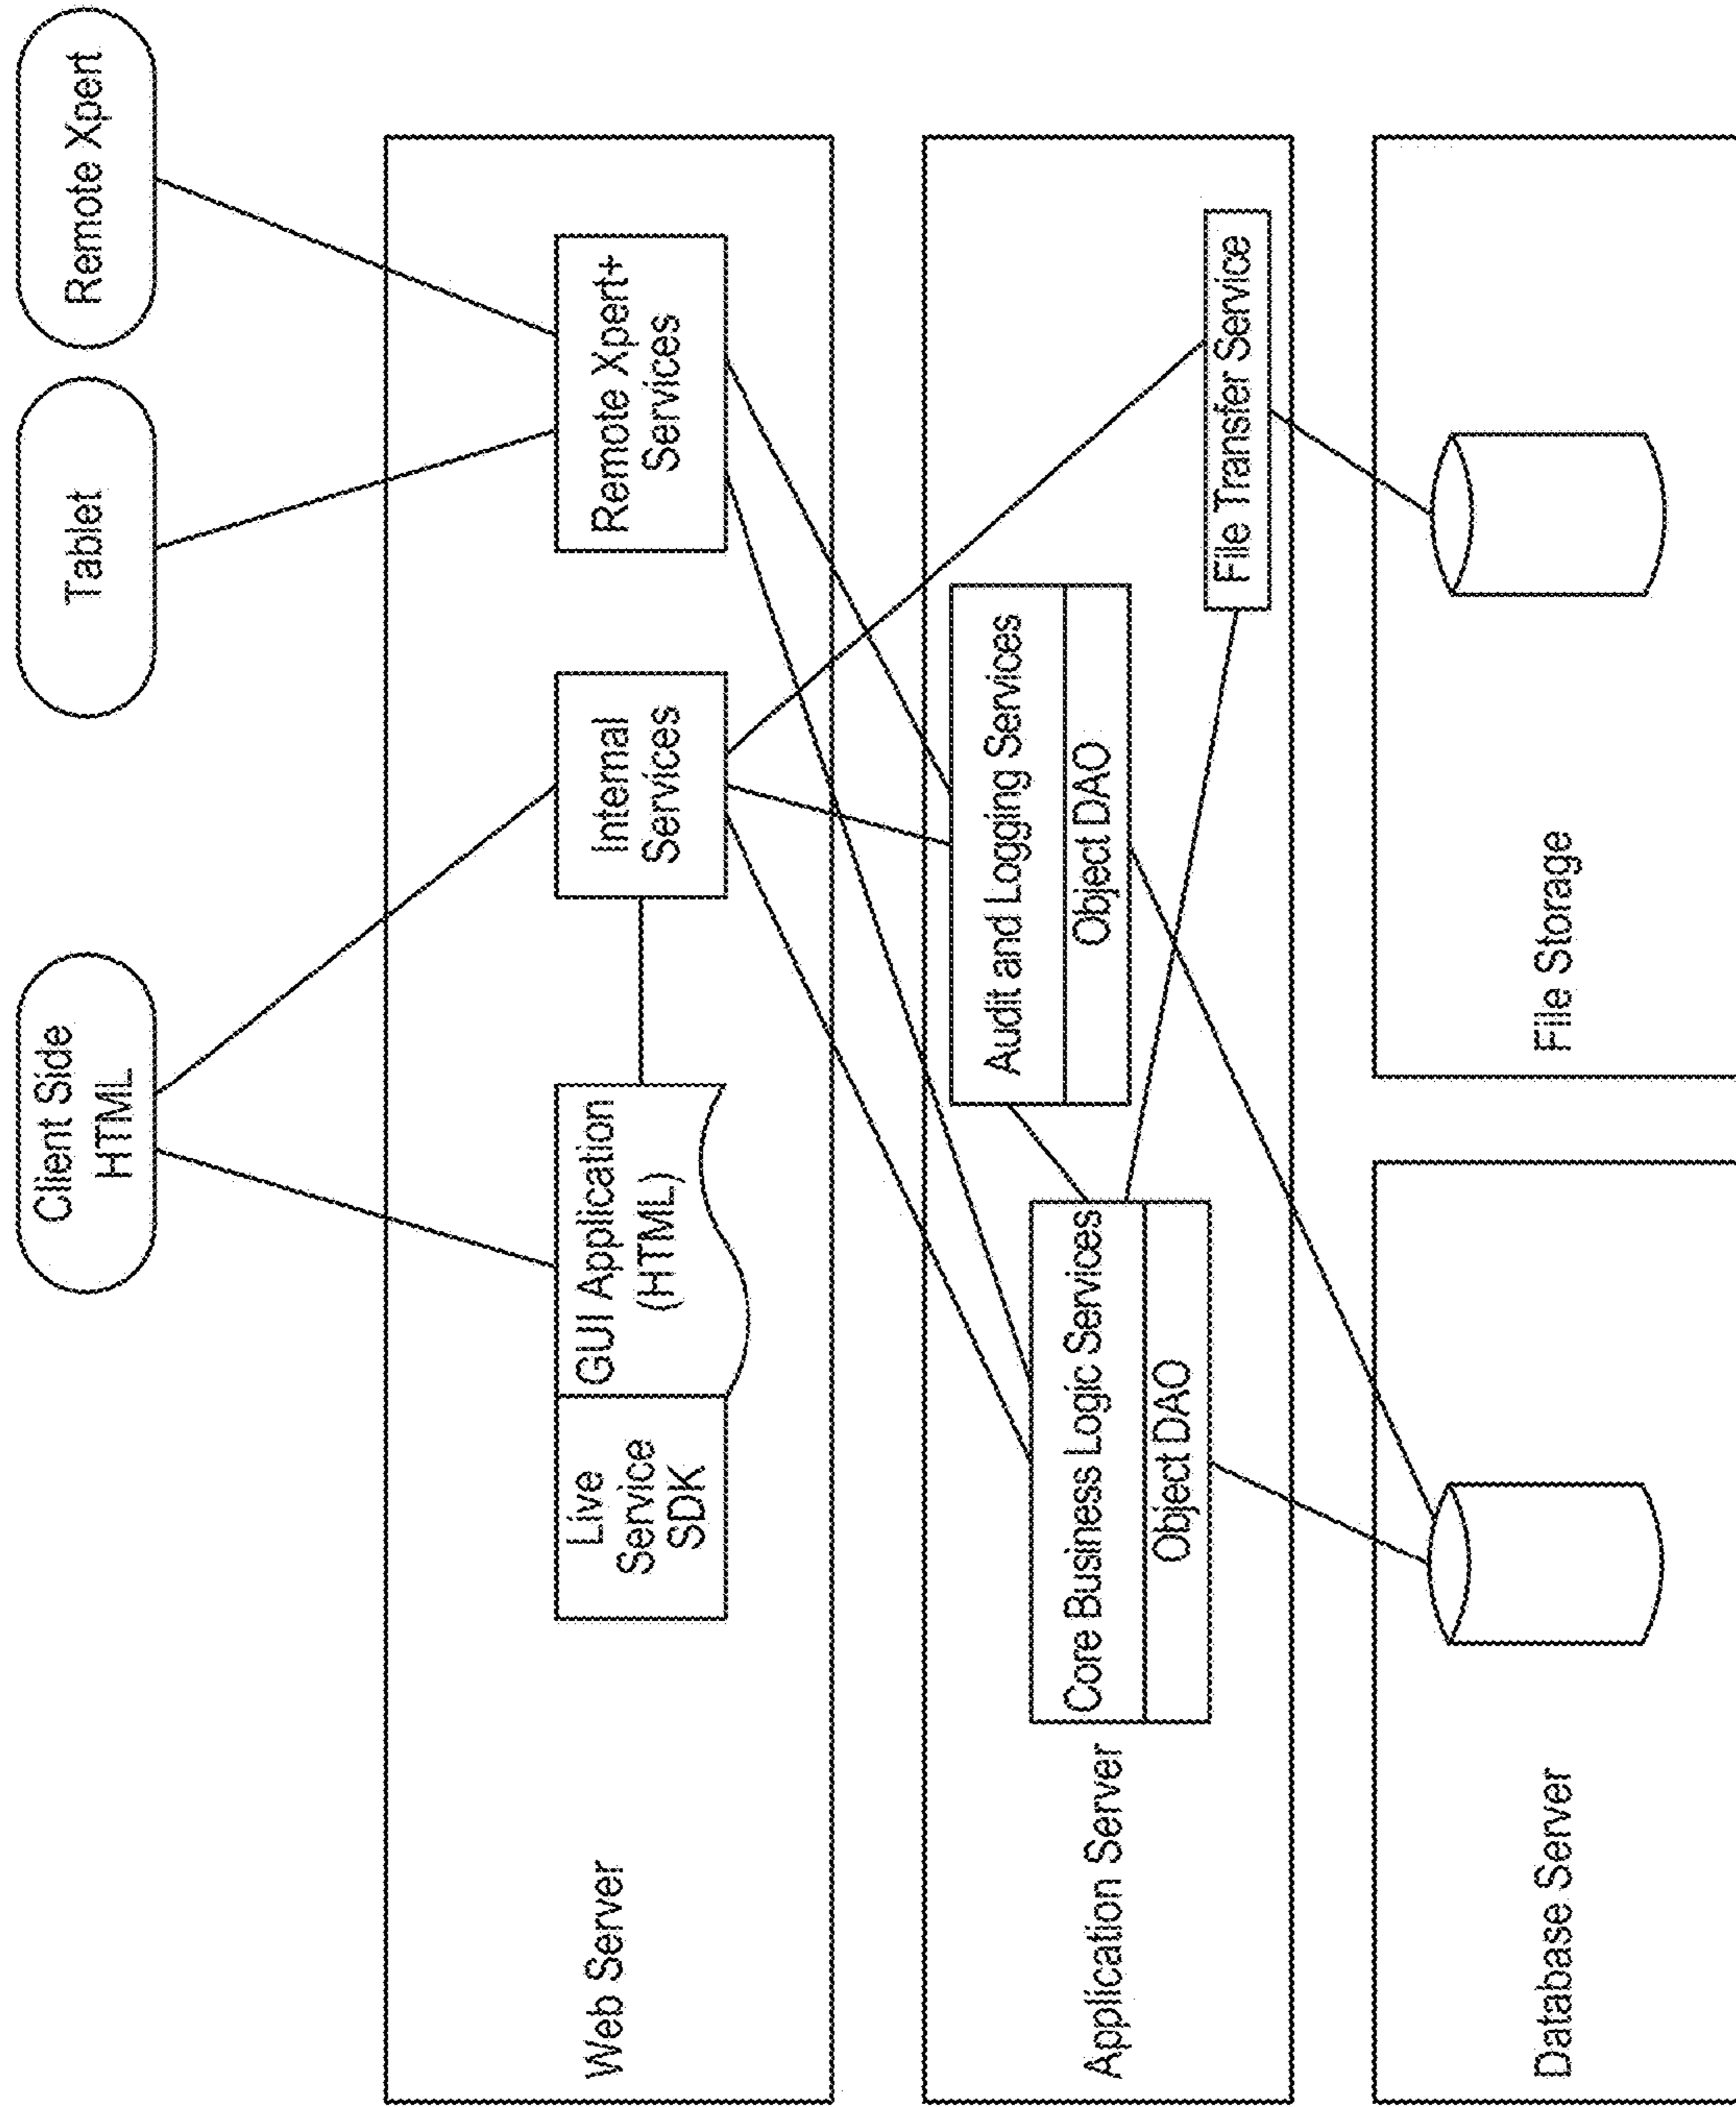 Client Side
HTML
Tablet
Remote Xpert
Web Server
Live
Service
SDK
GUI Application
(HTML)
Internal
Services
Remote Xpert+
Services
Application Server
Core Business Logic Services
Object DAO
Audit and Logging Services
Object DAO
File Transfer Service
Database Server
File Storage